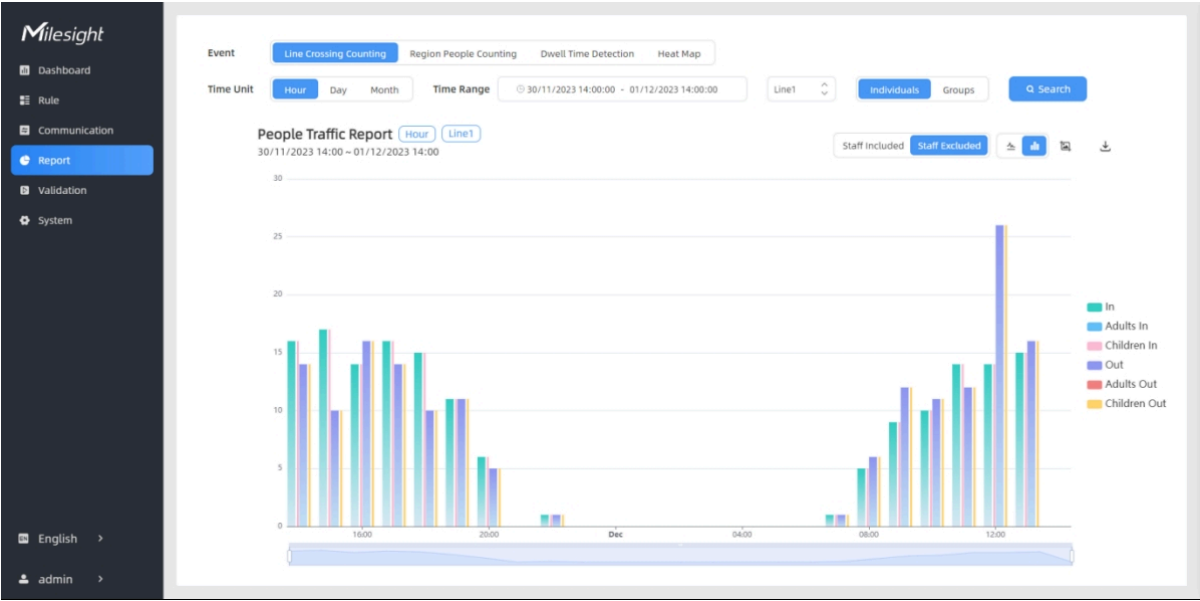 Milesight
Dashboard
Rule
Communication
Report
Validation
System
EN English >
admin >
Event Line Crossing Counting Region People Counting Dwell Time Detection Heat Map
Time Unit Hour Day Month Time Range 30/11/2023 14:00:00 - 01/12/2023 14:00:00 Line1 Individuals Groups Search
People Traffic Report Hour Line1
30/11/2023 14:00 ~ 01/12/2023 14:00
Staff Included Staff Excluded
30
25
20
15
10
5
0
16:00 20:00 Dec 04:00 08:00 12:00
In
Adults In
Children In
Out
Adults Out
Children Out